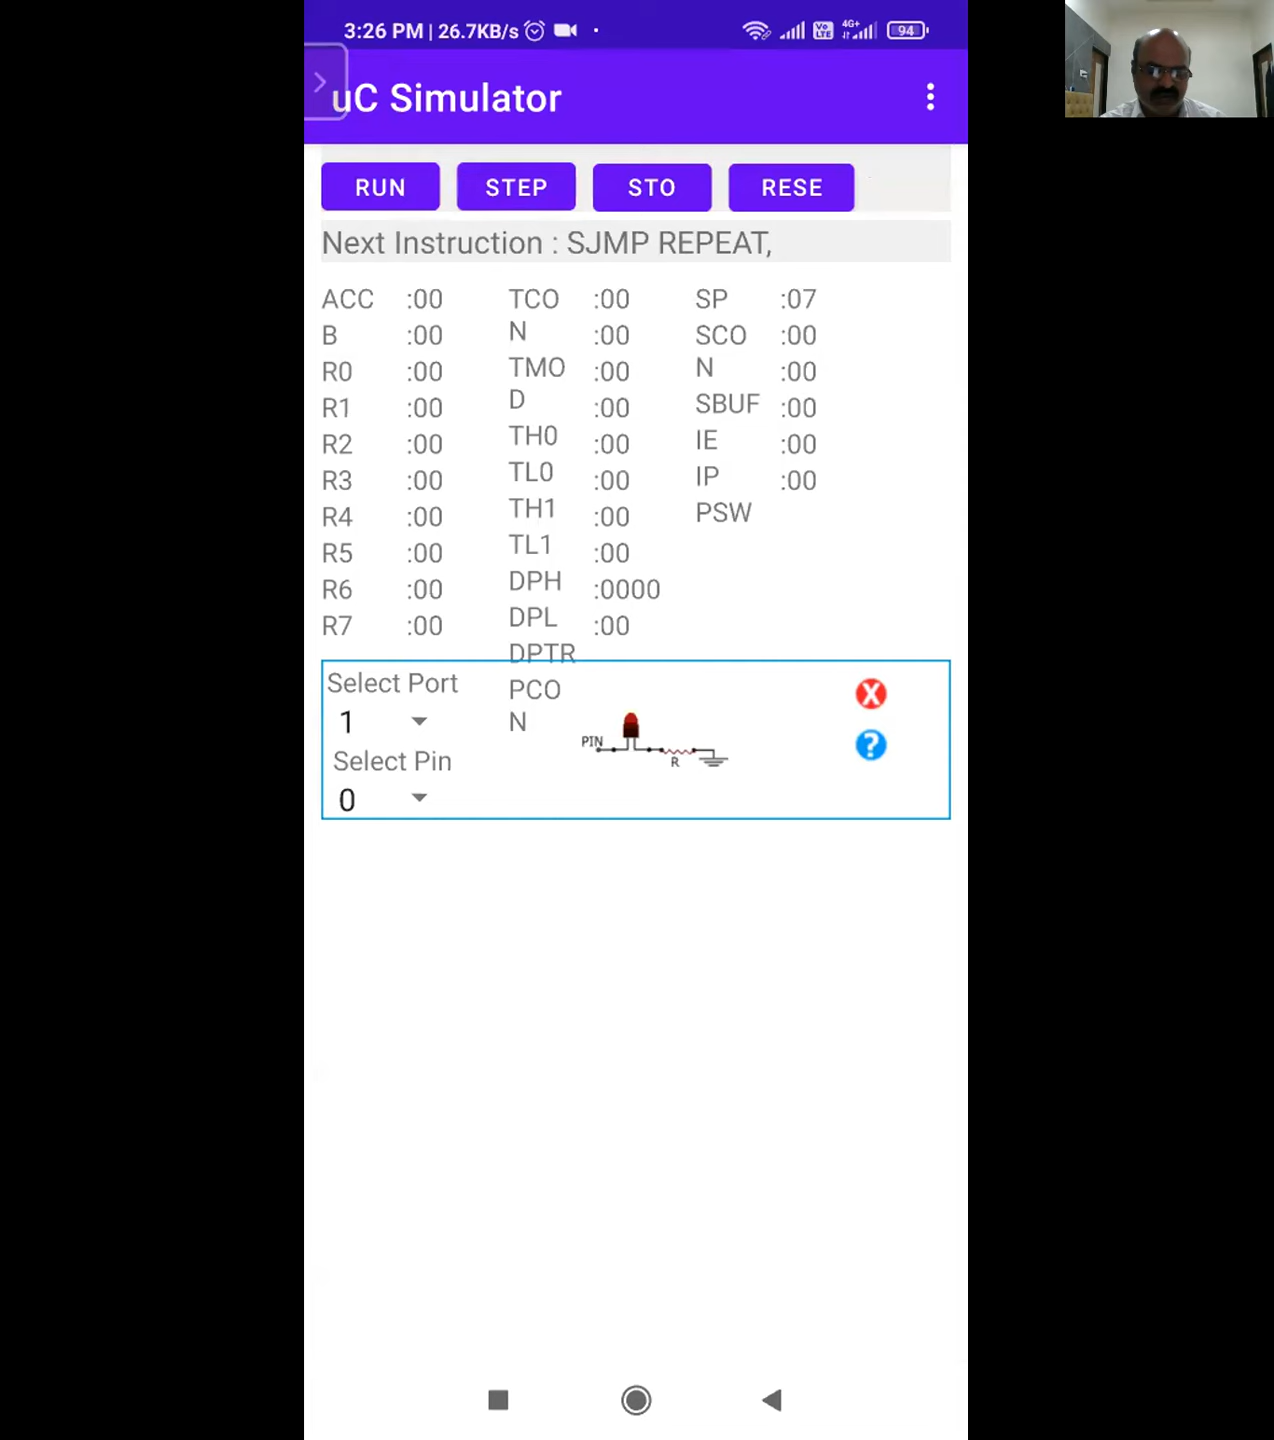 3:26 PM | 26.7KB/s Vo LTE 4G+ 94
uC Simulator
RUN STEP STO RESE
Next Instruction : SJMP REPEAT,
ACC :00
B :00
R0 :00
R1 :00
R2 :00
R3 :00
R4 :00
R5 :00
R6 :00
R7 :00
TCO :00
N :00
TMO :00
D :00
TH0 :00
TL0 :00
TH1 :00
TL1 :00
DPH :0000
DPL :00
DPTR
PCO
N
SP :07
SCO :00
N :00
SBUF :00
IE :00
IP :00
PSW
Select Port
1
Select Pin
0
PIN
R
X
?